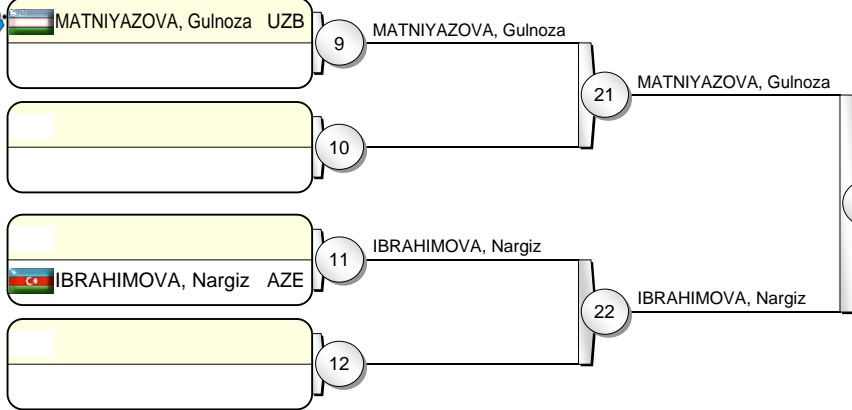 MATNIYAZOVA, Gulnoza UZB
9
MATNIYAZOVA, Gulnoza
21
MATNIYAZOVA, Gulnoza
10
11
IBRAHIMOVA, Nargiz
IBRAHIMOVA, Nargiz AZE
22
IBRAHIMOVA, Nargiz
12